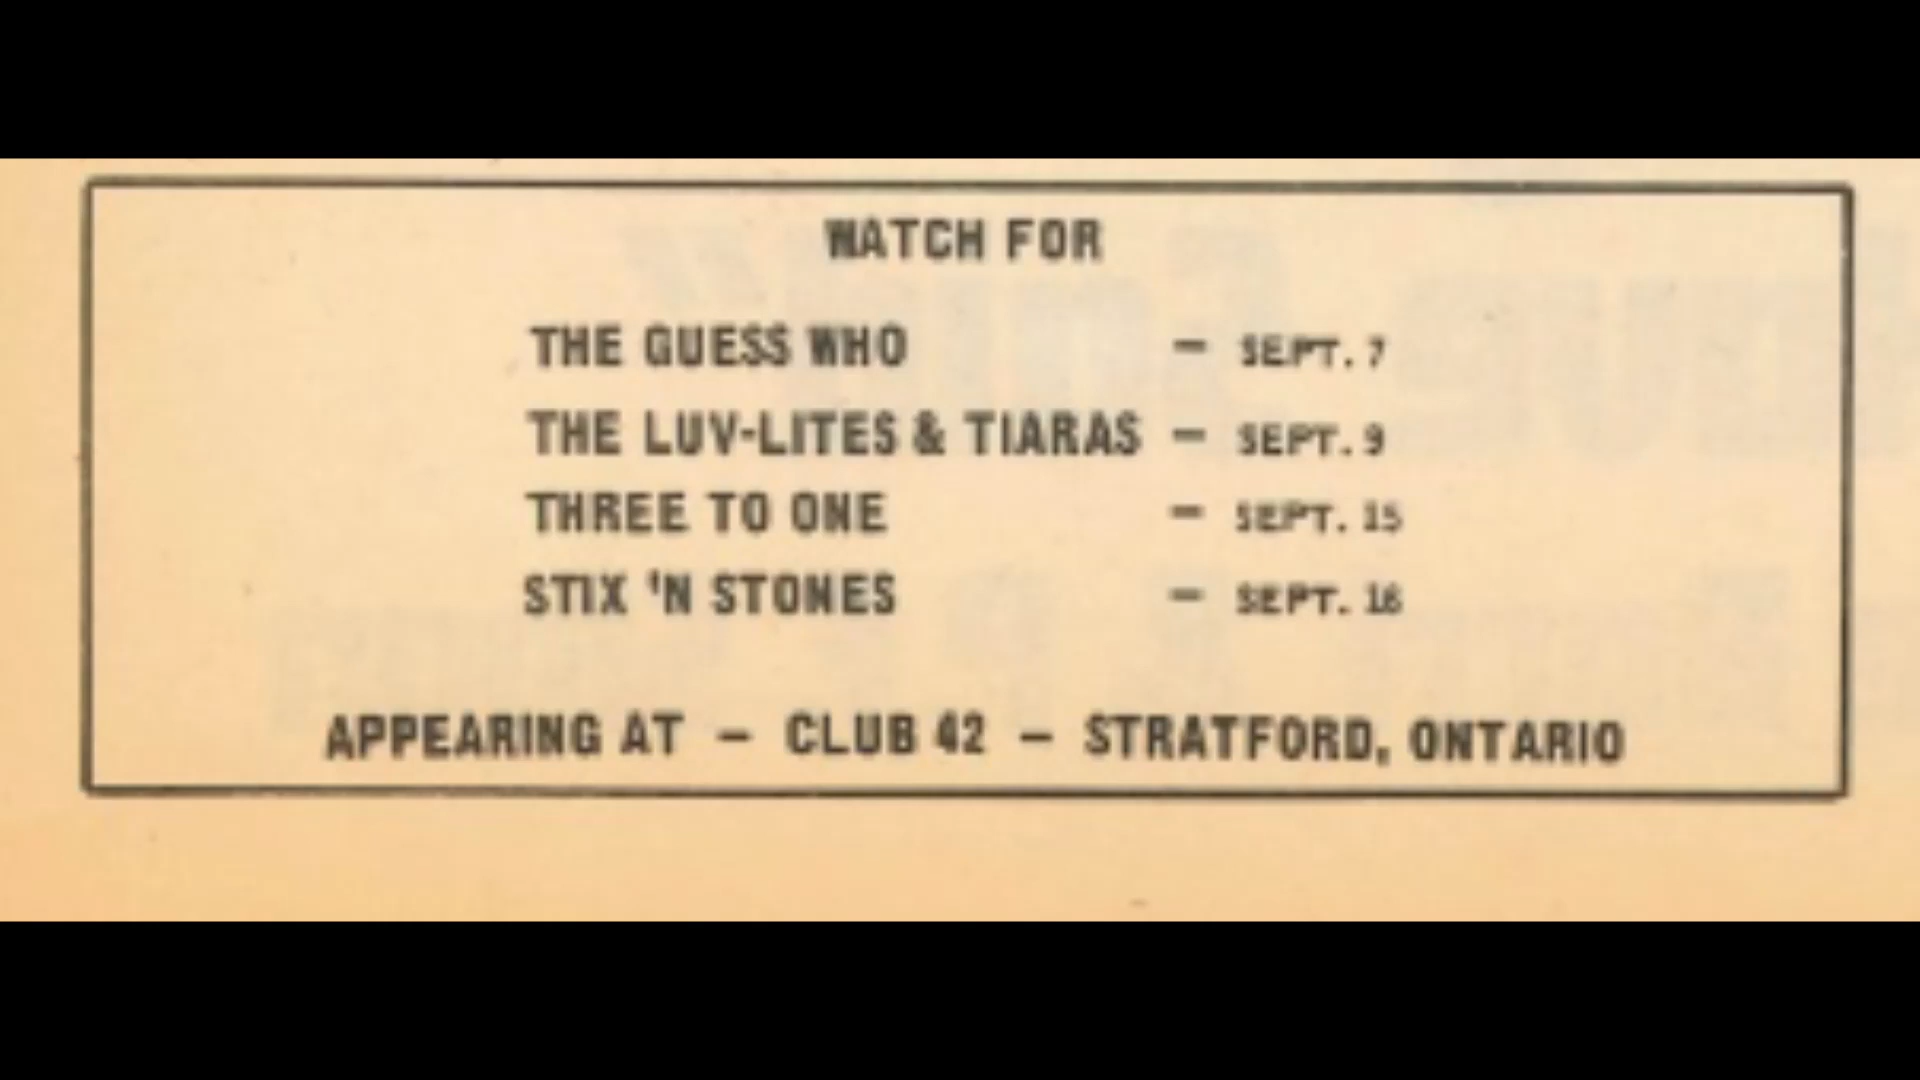 WATCH FOR
THE GUESS WHO — SEPT. 7
THE LUV-LITES & TIARAS — SEPT. 9
THREE TO ONE — SEPT. 15
STIX 'N STONES — SEPT. 16
APPEARING AT — CLUB 42 — STRATFORD, ONTARIO